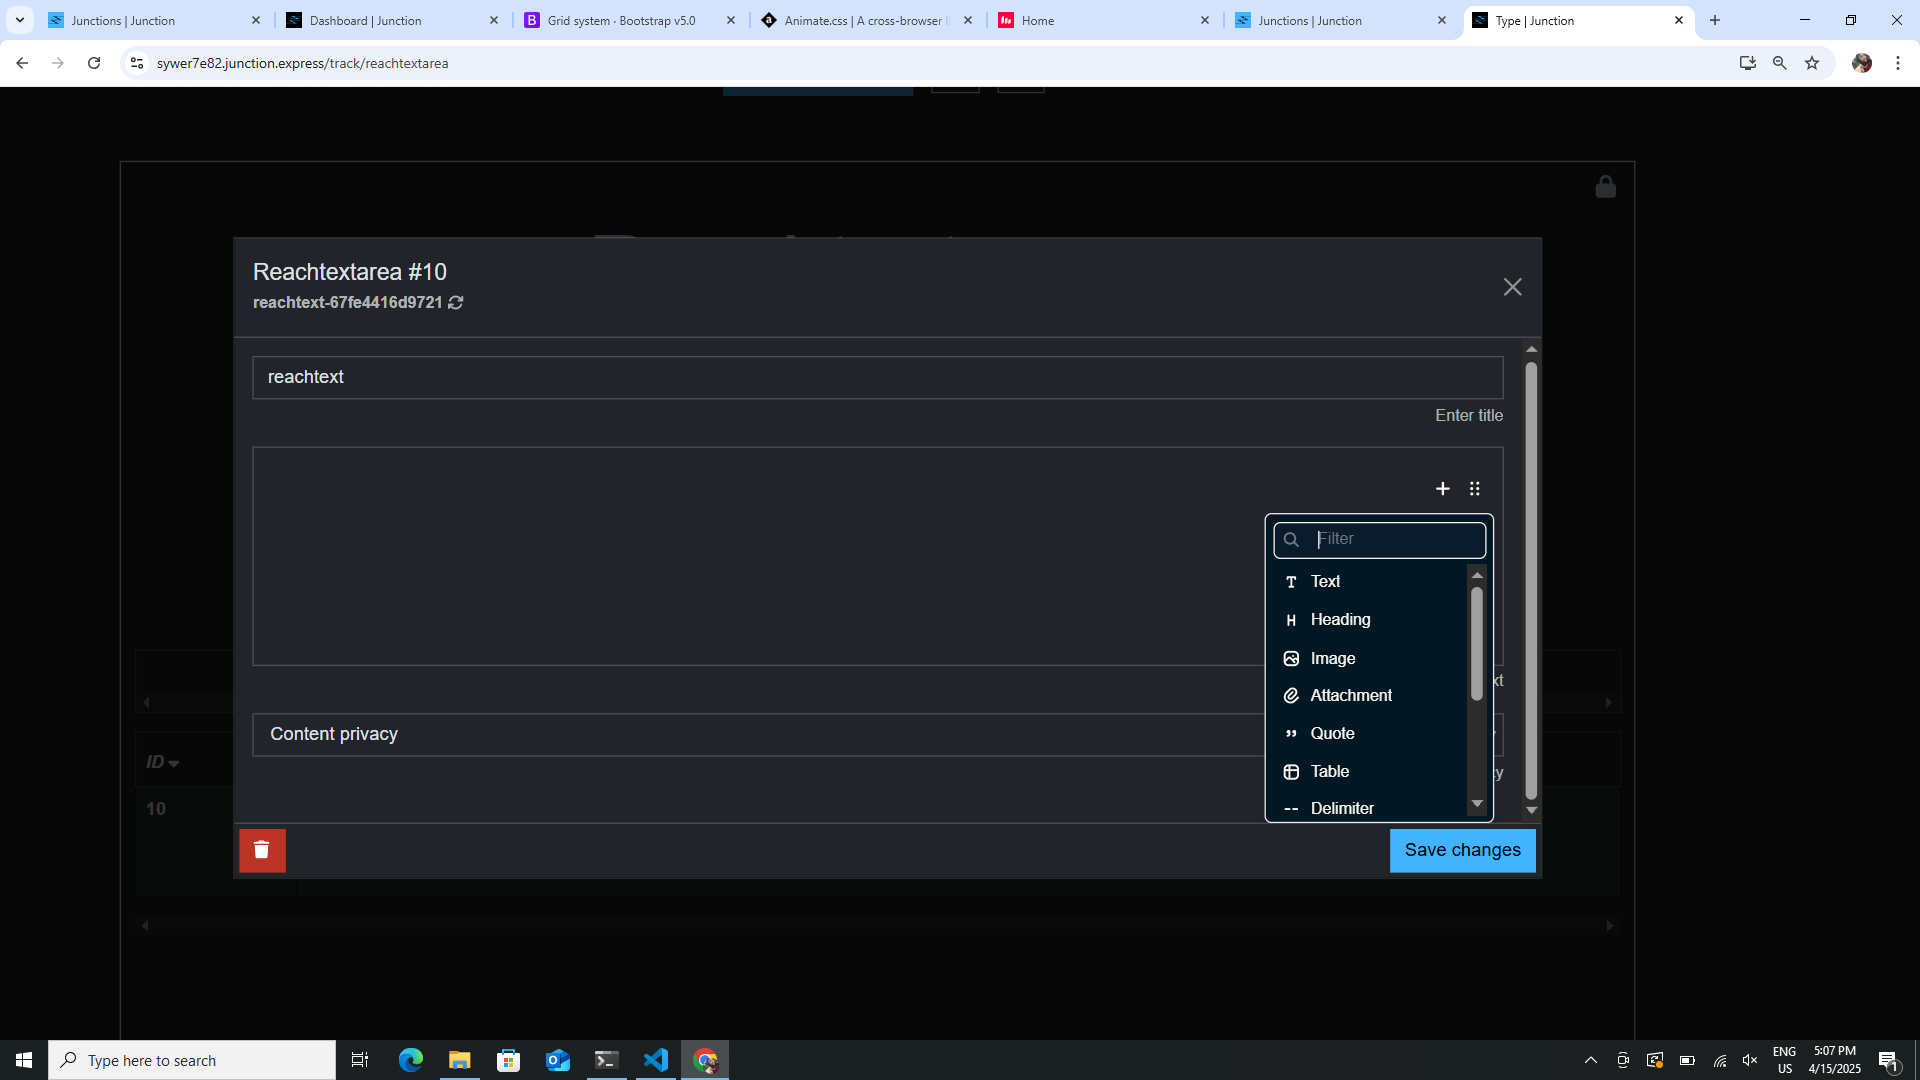 Junctions | Junction
Dashboard | Junction
Grid system · Bootstrap v5.0
Animate.css | A cross-browser
Home
Junctions | Junction
Type | Junction
sywer7e82.junction.express/track/reachtextarea
Reachtextarea #10
reachtext-67fe4416d9721
reachtext
Enter title
Filter
Text
Heading
Image
Attachment
Quote
Table
Delimiter
xt
Content privacy
cy
ID
10
Save changes
Type here to search
ENG
US
5:07 PM
4/15/2025
1